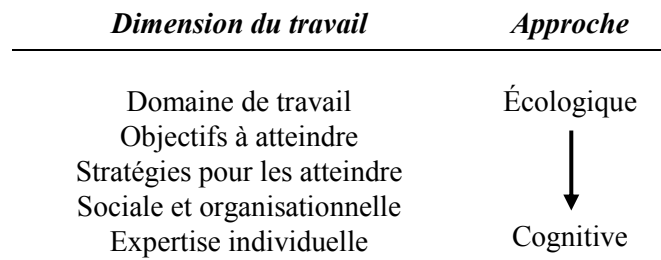 Dimension du travail Approche
Domaine de travail Écologique
Objectifs à atteindre
Stratégies pour les atteindre
Sociale et organisationnelle
Expertise individuelle Cognitive